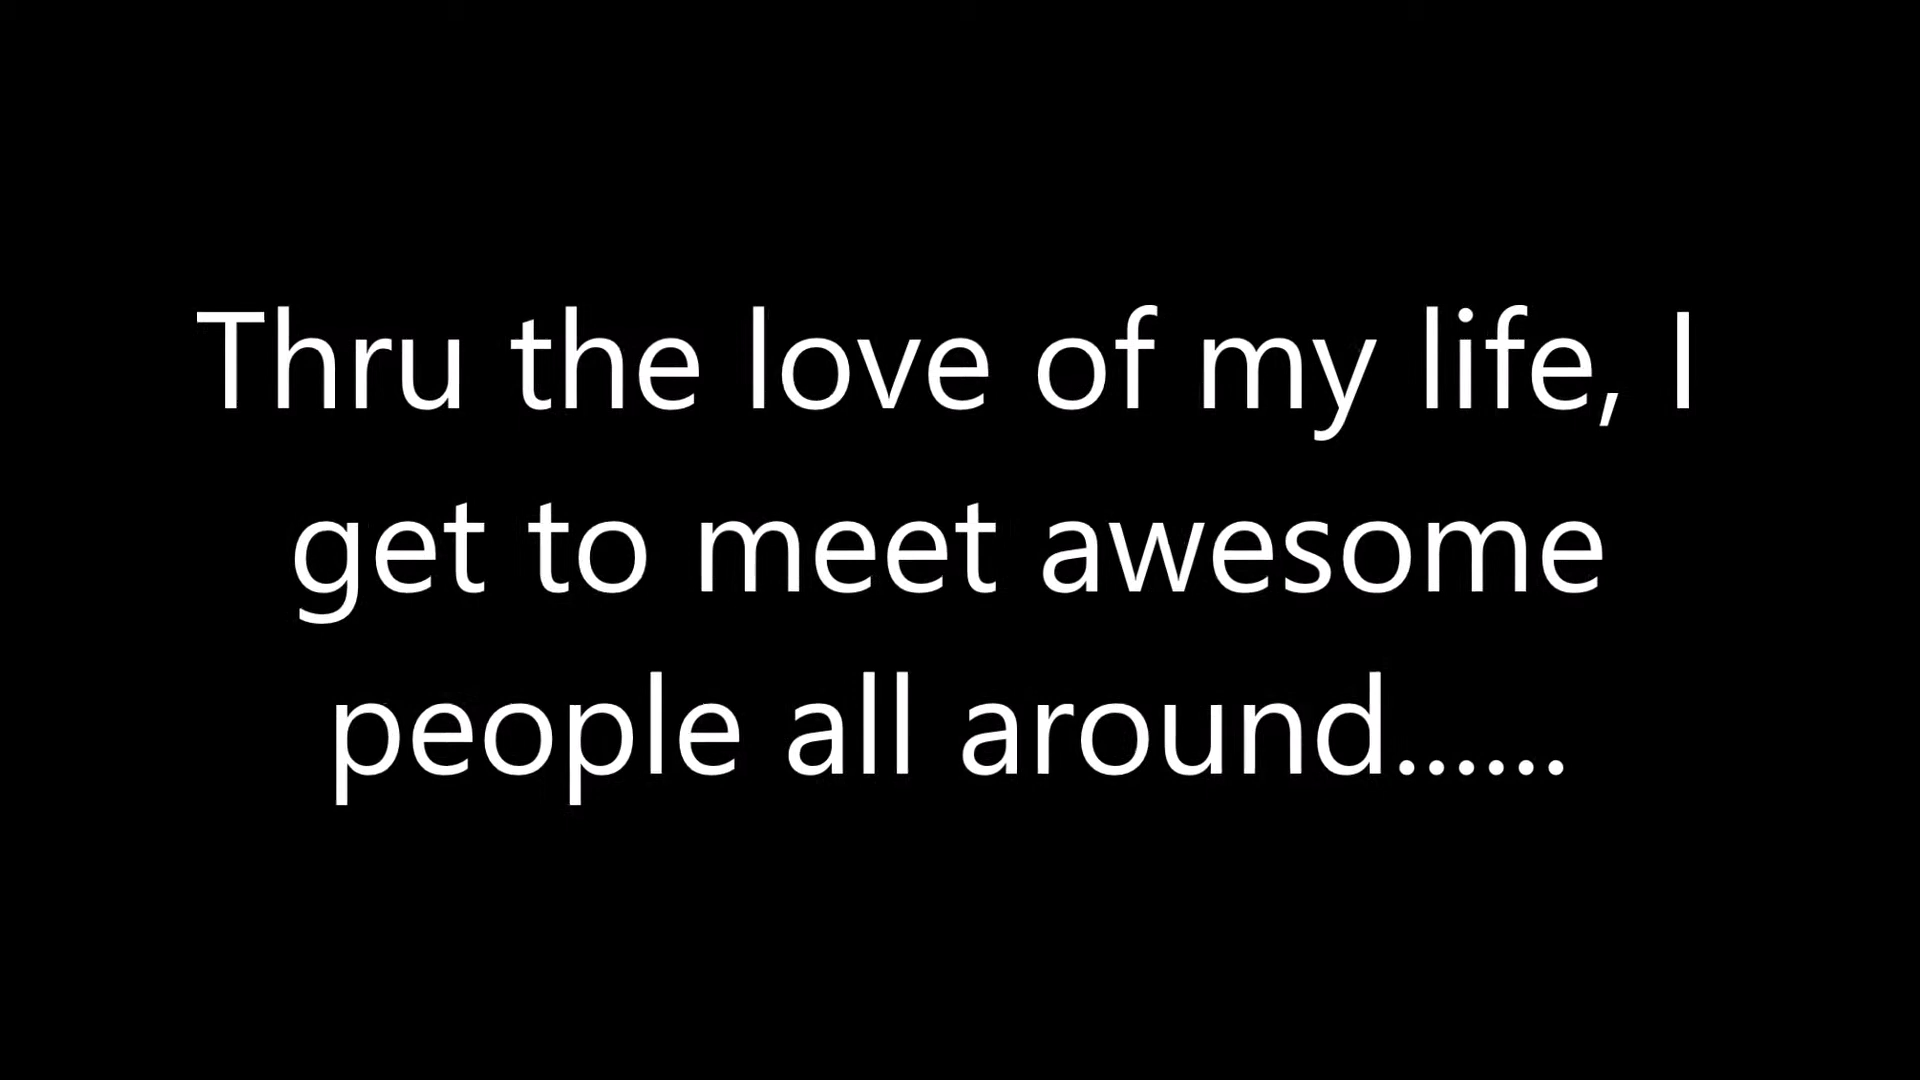 Thru the love of my life, I
get to meet awesome
people all around......